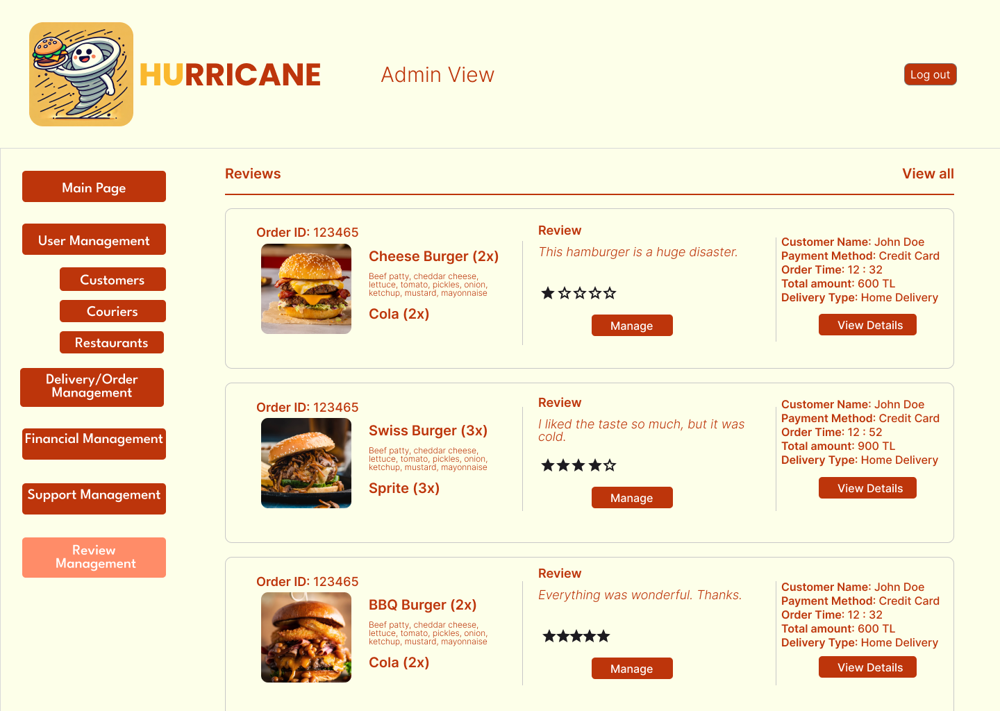 HURRICANE
Admin View
Log out
Main Page
User Management
Customers
Couriers
Restaurants
Delivery/Order
Management
Financial Management
Support Management
Review
Management
Reviews
View all
Order ID: 123465
Cheese Burger (2x)
Beef patty, cheddar cheese,
lettuce, tomato, pickles, onion,
ketchup, mustard, mayonnaise
Cola (2x)
Review
This hamburger is a huge disaster.
Manage
Customer Name: John Doe
Payment Method: Credit Card
Order Time: 12 : 32
Total amount: 600 TL
Delivery Type: Home Delivery
View Details
Order ID: 123465
Swiss Burger (3x)
Beef patty, cheddar cheese,
lettuce, tomato, pickles, onion,
ketchup, mustard, mayonnaise
Sprite (3x)
Review
I liked the taste so much, but it was
cold.
Manage
Customer Name: John Doe
Payment Method: Credit Card
Order Time: 12 : 52
Total amount: 900 TL
Delivery Type: Home Delivery
View Details
Order ID: 123465
BBQ Burger (2x)
Beef patty, cheddar cheese,
lettuce, tomato, pickles, onion,
ketchup, mustard, mayonnaise
Cola (2x)
Review
Everything was wonderful. Thanks.
Manage
Customer Name: John Doe
Payment Method: Credit Card
Order Time: 12 : 32
Total amount: 600 TL
Delivery Type: Home Delivery
View Details